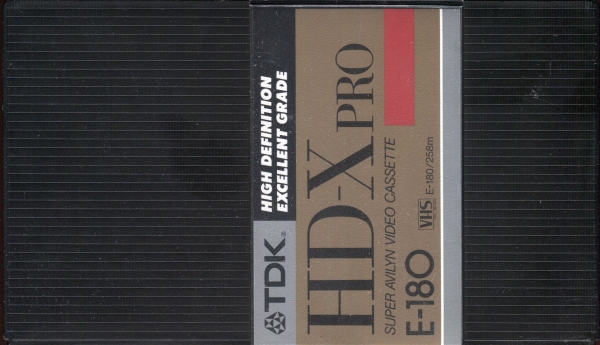 TDK®
HIGH DEFINITION
EXCELLENT GRADE
HD-X PRO
SUPER AVILYN VIDEO CASSETTE
E-180
VHS E-180/258m